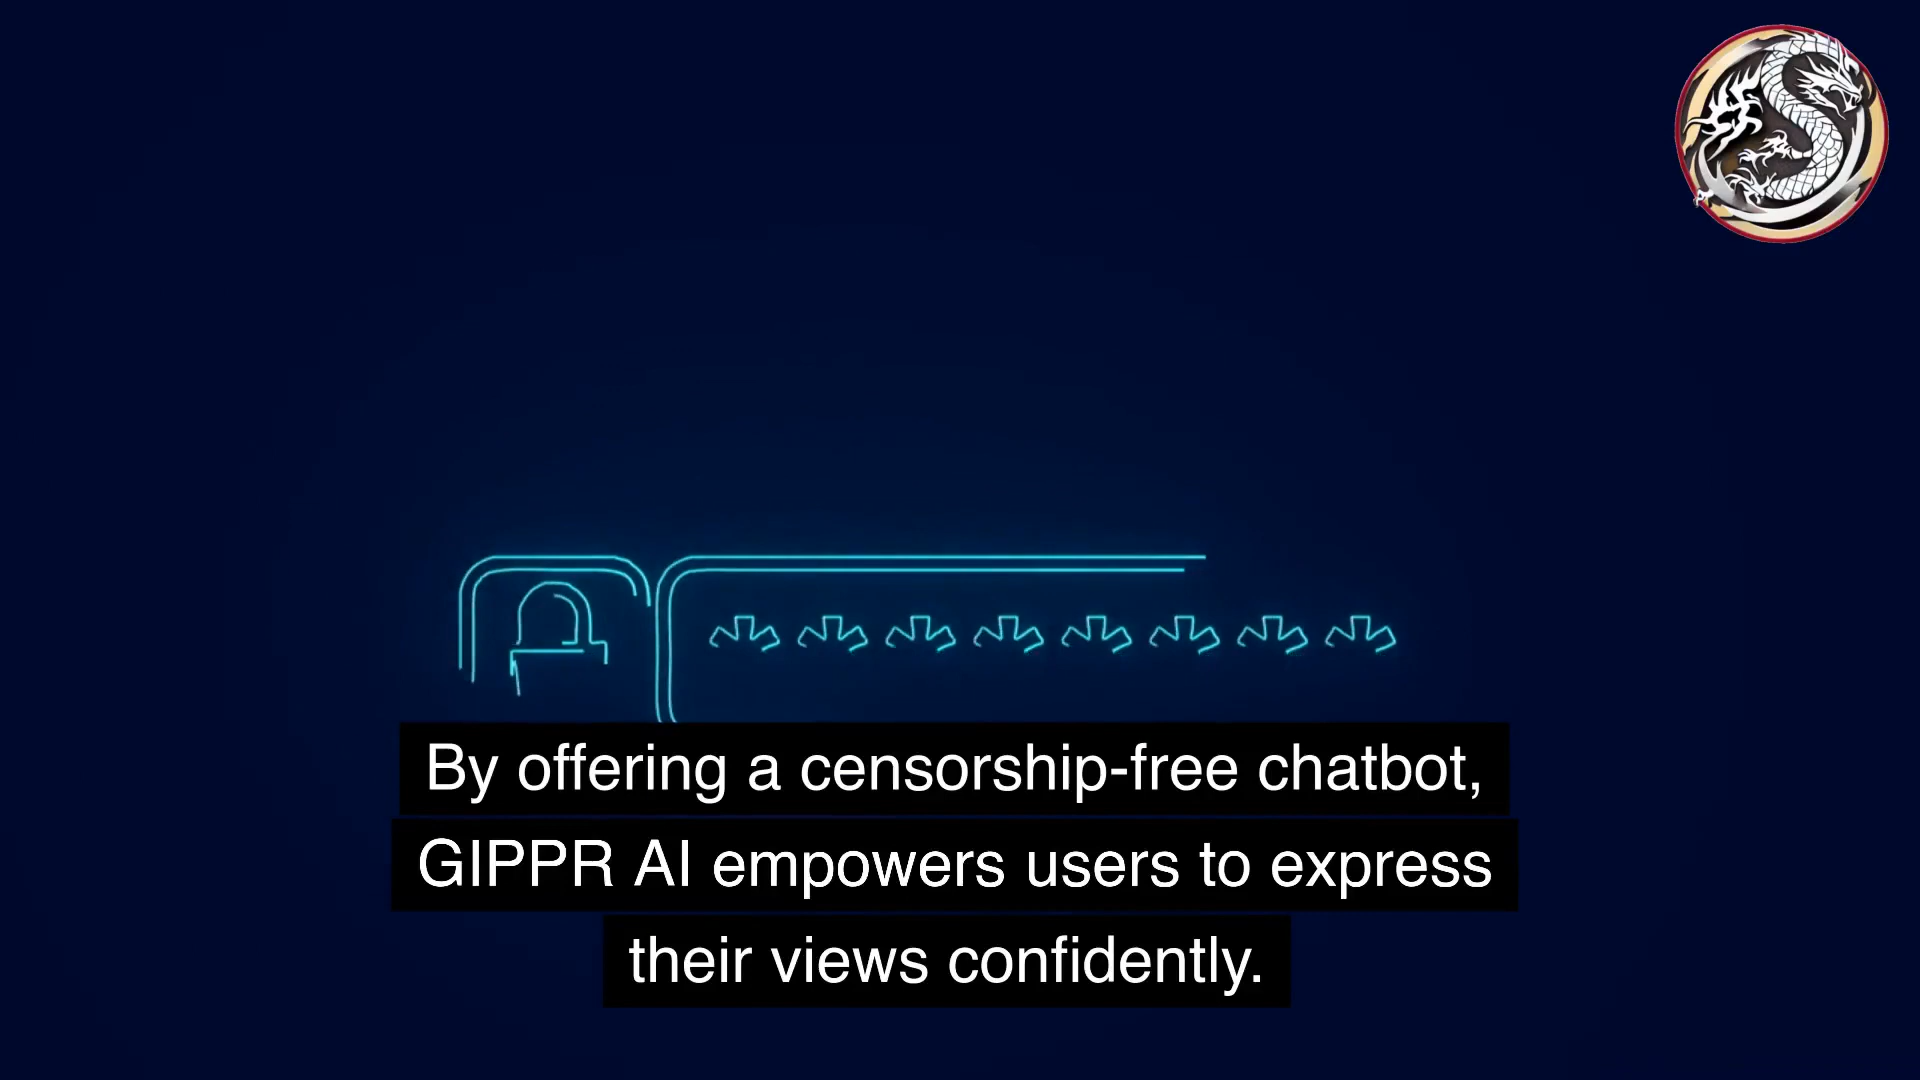 By offering a censorship-free chatbot,
GIPPR AI empowers users to express
their views confidently.